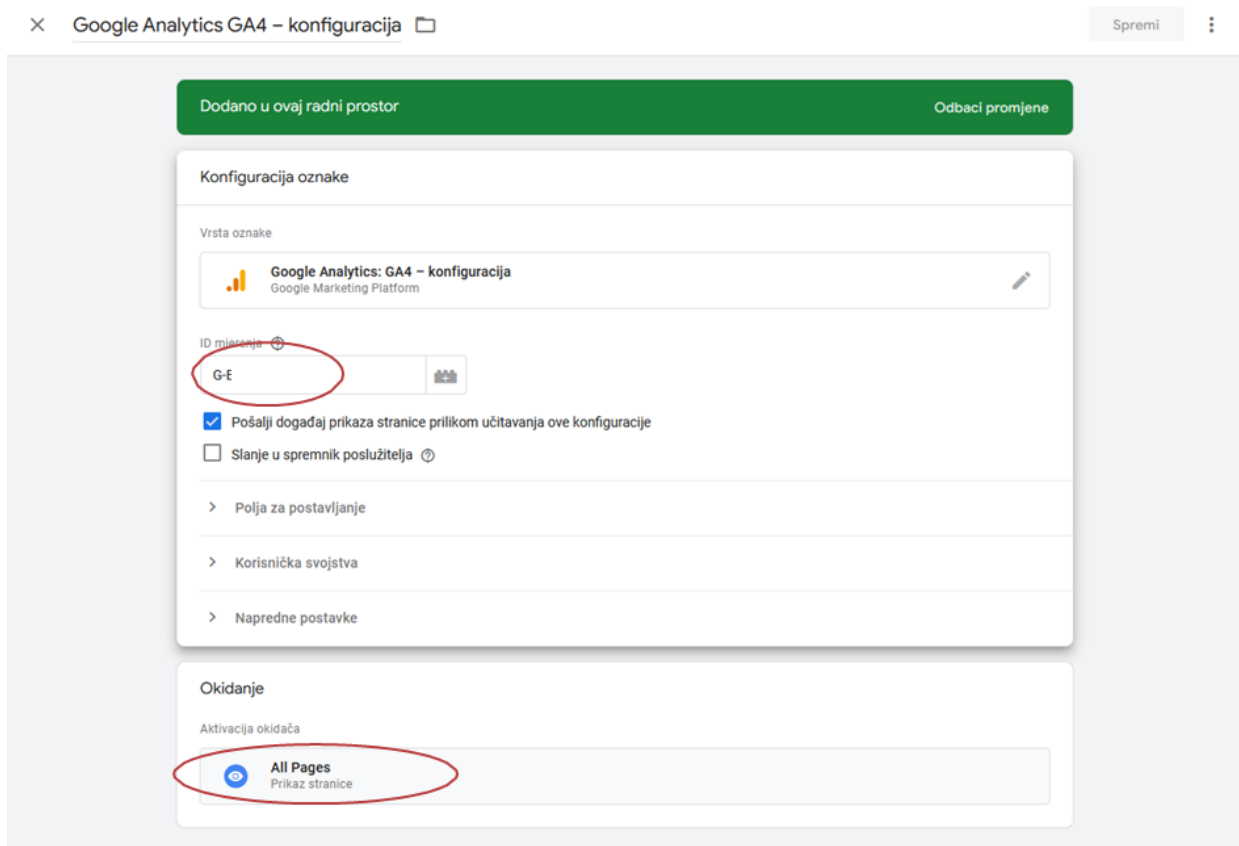 Google Analytics GA4 – konfiguracija
Spremi
Dodano u ovaj radni prostor
Odbaci promjene
Konfiguracija oznake
Vrsta oznake
Google Analytics: GA4 – konfiguracija
Google Marketing Platform
ID mjerenja
G-E
Pošalji događaj prikaza stranice prilikom učitavanja ove konfiguracije
Slanje u spremnik poslužitelja
Polja za postavljanje
Korisnička svojstva
Napredne postavke
Okidanje
Aktivacija okidača
All Pages
Prikaz stranice